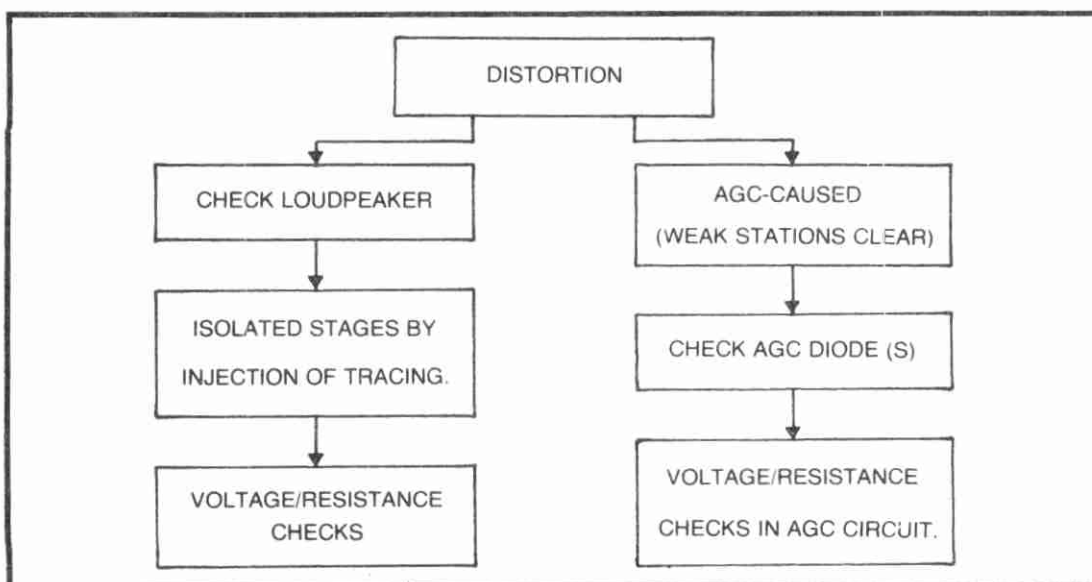 DISTORTION
CHECK LOUDPEAKER
ISOLATED STAGES BY
INJECTION OF TRACING.
VOLTAGE/RESISTANCE
CHECKS
AGC-CAUSED
(WEAK STATIONS CLEAR)
CHECK AGC DIODE (S)
VOLTAGE/RESISTANCE
CHECKS IN AGC CIRCUIT.